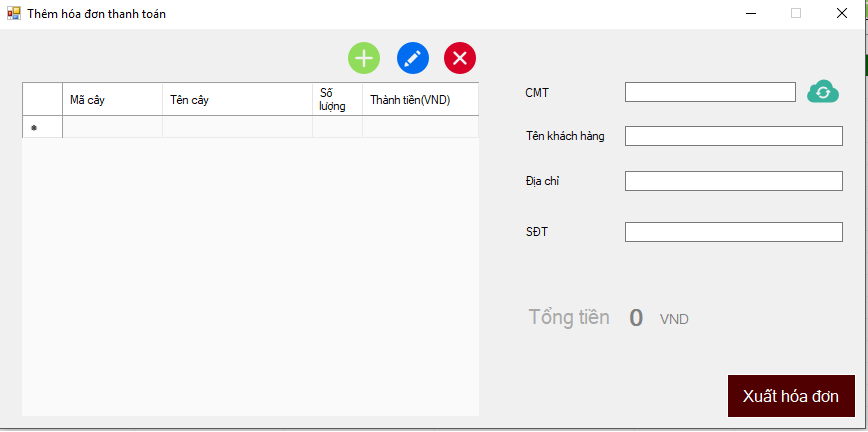 Thêm hóa đơn thanh toán
Mã cây
Tên cây
Số
lượng
Thành tiền(VND)
CMT
Tên khách hàng
Địa chỉ
SĐT
Tổng tiền 0 VND
Xuất hóa đơn